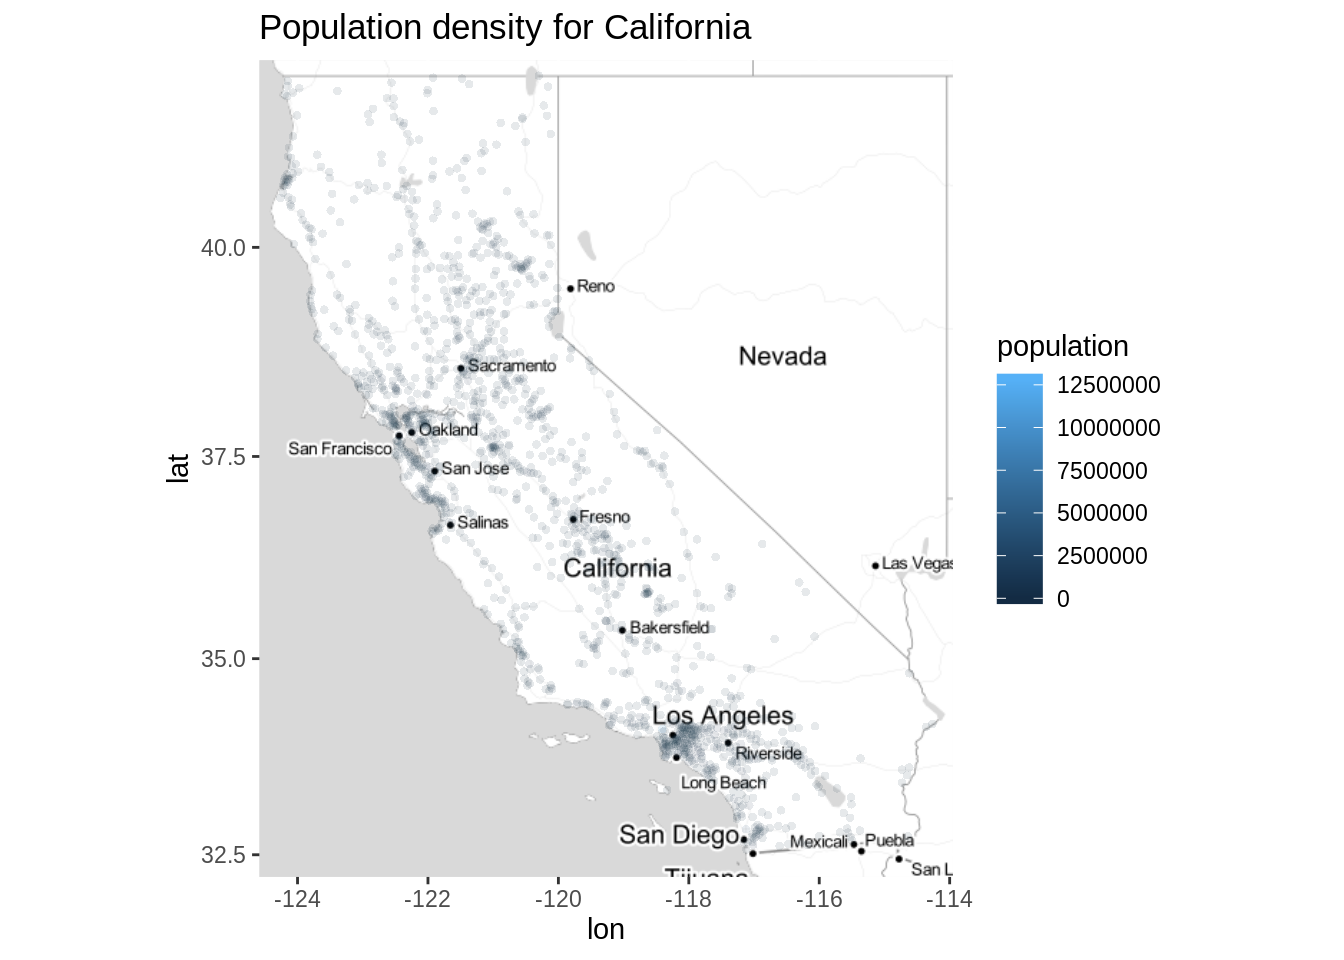 Population density for California
40.0
37.5
35.0
32.5
lat
Reno
Nevada
Sacramento
Oakland
San Francisco
San Jose
Salinas
Fresno
California
Las Vegas
Bakersfield
Los Angeles
Riverside
Long Beach
San Diego
Mexicali
Puebla
San L
Tijuana
-124
-122
-120
-118
-116
-114
lon
population
12500000
10000000
7500000
5000000
2500000
0